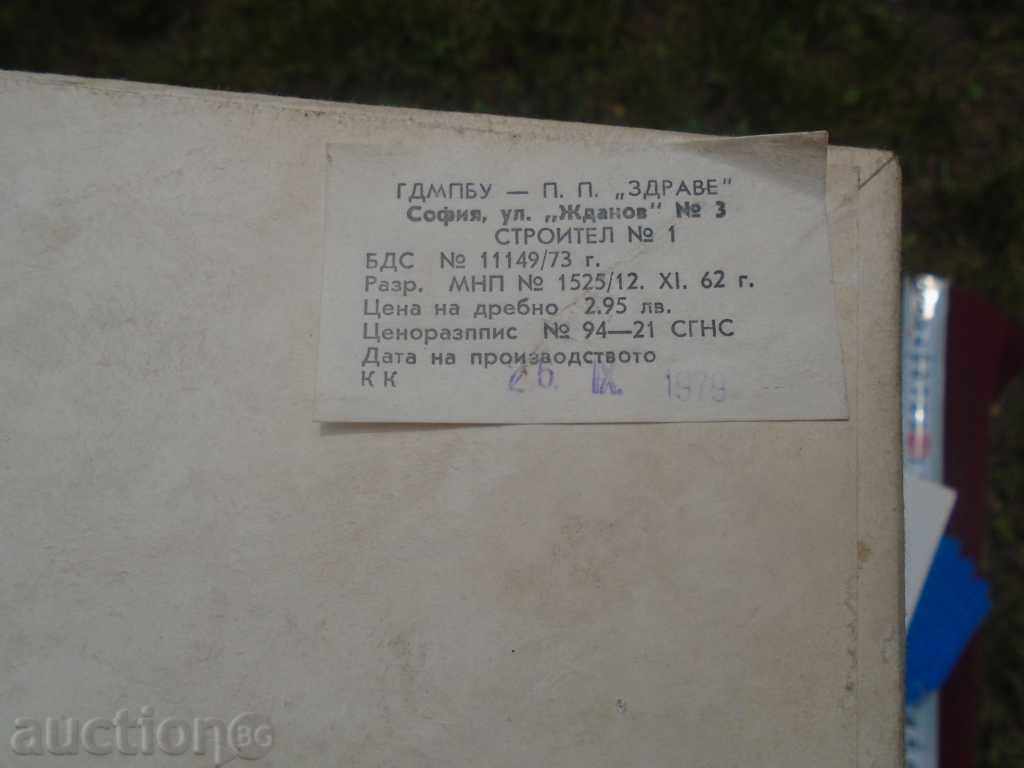 ГДМПБУ — П. П. „ЗДРАВЕ"
София, ул. „Жданов" № 3
СТРОИТЕЛ № 1
БДС № 11149/73 г.
Разр. МНП № 1525/12. XI. 62 г.
Цена на дребно 2.95 лв.
Ценоразппис № 94—21 СГНС
Дата на производството
К К 26. IX. 1979
auction BG